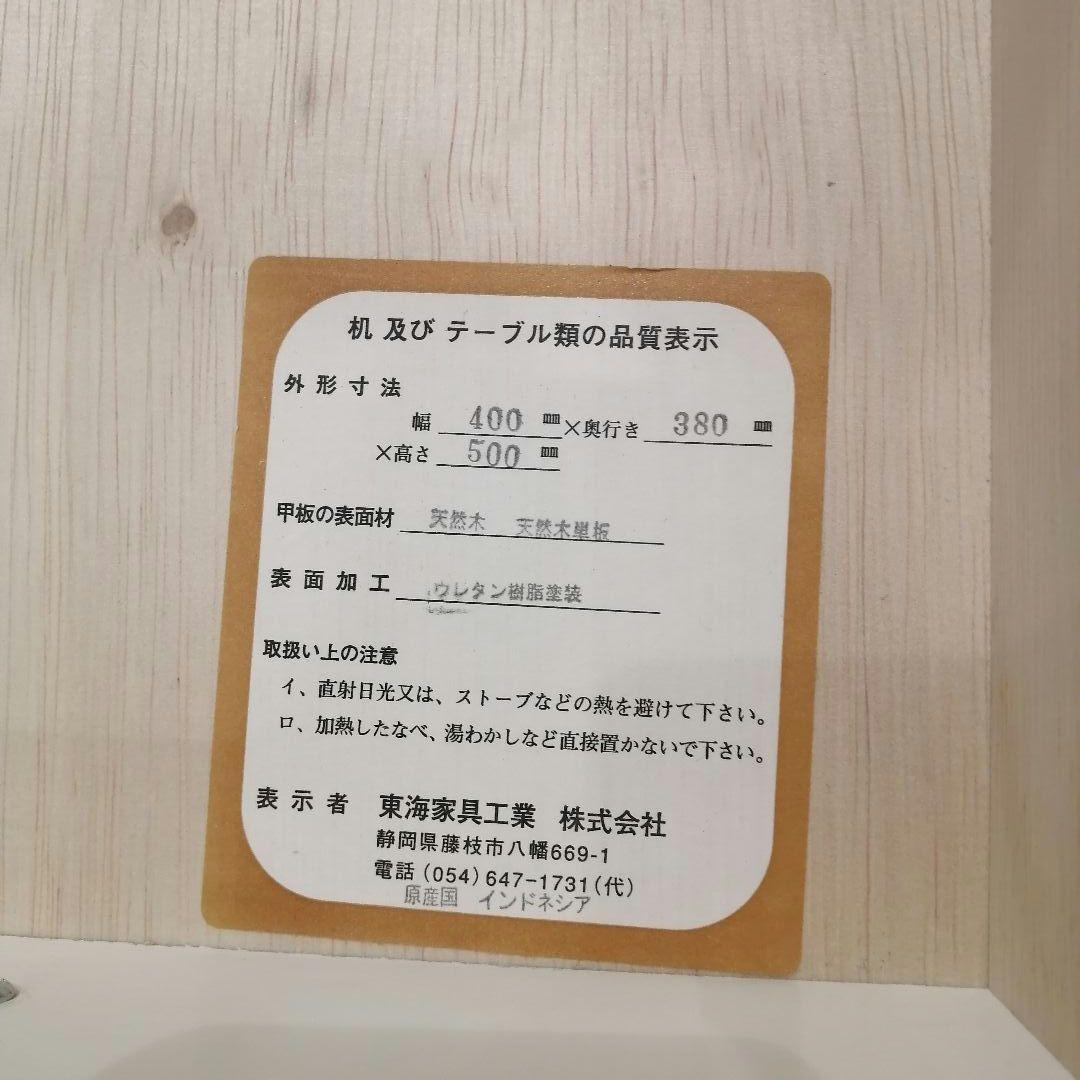 机 及び テーブル類の品質表示
外形寸法
幅 400 ㎜ ×奥行き 380 ㎜
×高さ 500 ㎜
甲板の表面材 天然木 天然木単板
表面加工 ウレタン樹脂塗装
取扱い上の注意
イ、直射日光又は、ストーブなどの熱を避けて下さい。
ロ、加熱したなべ、湯わかしなど直接置かないで下さい。
表示者 東海家具工業 株式会社
静岡県藤枝市八幡669-1
電話(054)647-1731(代)
原産国 インドネシア